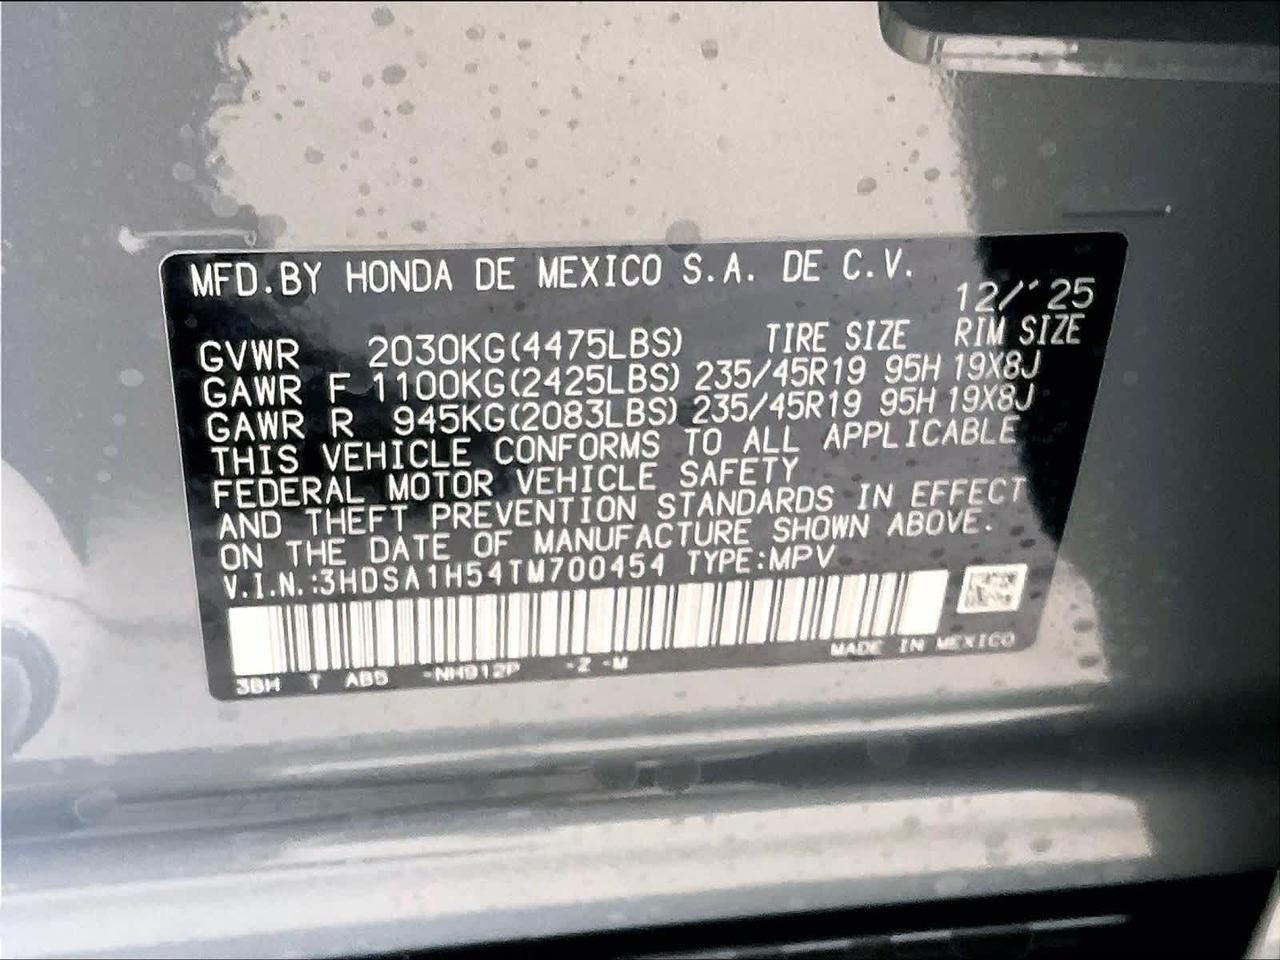 MFD.BY HONDA DE MEXICO S.A. DE C.V.
12/'25
GVWR 2030KG(4475LBS) TIRE SIZE RIM SIZE
GAWR F 1100KG(2425LBS) 235/45R19 95H 19X8J
GAWR R 945KG(2083LBS) 235/45R19 95H 19X8J
THIS VEHICLE CONFORMS TO ALL APPLICABLE
FEDERAL MOTOR VEHICLE SAFETY
AND THEFT PREVENTION STANDARDS IN EFFECT
ON THE DATE OF MANUFACTURE SHOWN ABOVE.
V.I.N.:3HDSA1H54TM700454 TYPE:MPV
MADE IN MEXICO
3BH T AB5 -NH912P -Z -M